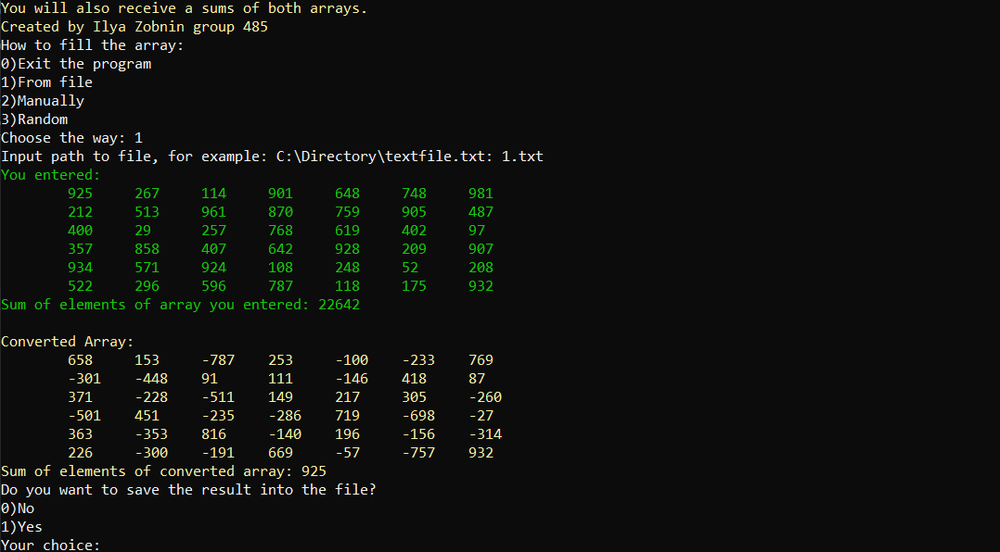 You will also receive a sums of both arrays.
Created by Ilya Zobnin group 485
How to fill the array:
0)Exit the program
1)From file
2)Manually
3)Random
Choose the way: 1
Input path to file, for example: C:\Directory\textfile.txt: 1.txt
You entered:
925 267 114 901 648 748 981
212 513 961 870 759 905 487
400 29 257 768 619 402 97
357 858 407 642 928 209 907
934 571 924 108 248 52 208
522 296 596 787 118 175 932
Sum of elements of array you entered: 22642
Converted Array:
658 153 -787 253 -100 -233 769
-301 -448 91 111 -146 418 87
371 -228 -511 149 217 305 -260
-501 451 -235 -286 719 -698 -27
363 -353 816 -140 196 -156 -314
226 -300 -191 669 -57 -757 932
Sum of elements of converted array: 925
Do you want to save the result into the file?
0)No
1)Yes
Your choice: